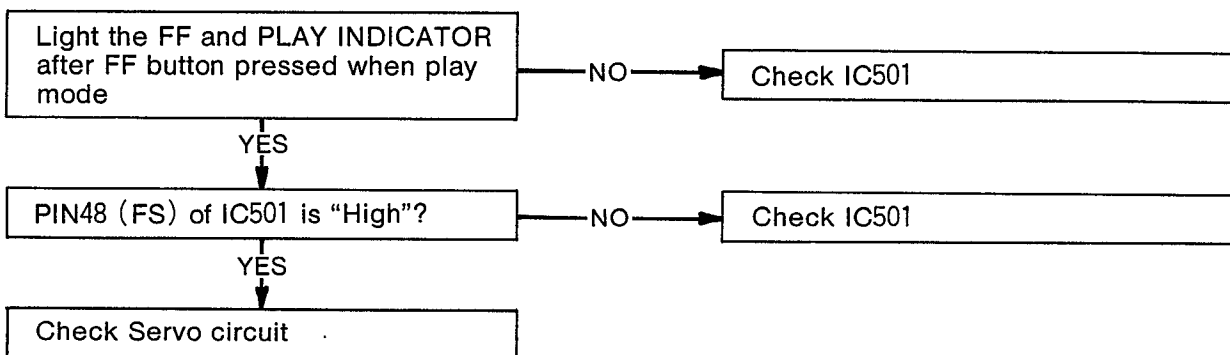 Light the FF and PLAY INDICATOR
after FF button pressed when play
mode
NO
Check IC501
YES
PIN48 (FS) of IC501 is “High”?
NO
Check IC501
YES
Check Servo circuit